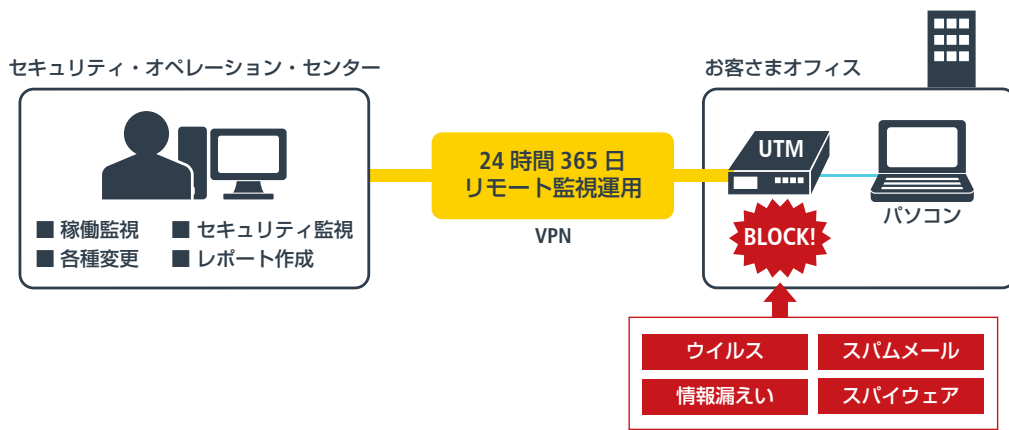 セキュリティ・オペレーション・センター
お客さまオフィス
24 時間 365 日
リモート監視運用
VPN
UTM
パソコン
BLOCK!
■ 稼働監視 ■ セキュリティ監視
■ 各種変更 ■ レポート作成
ウイルス スパムメール
情報漏えい スパイウェア